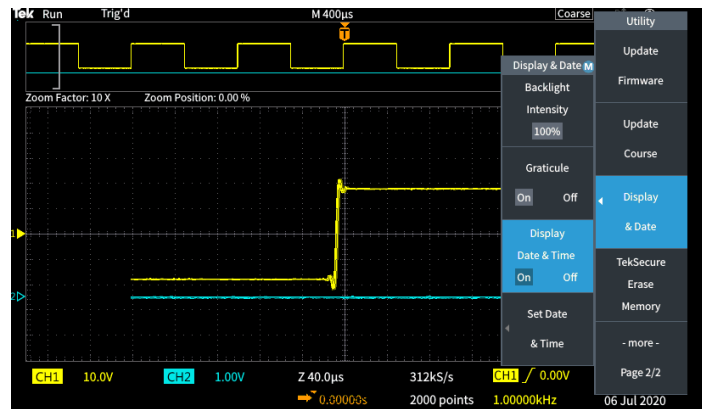 Tek Run Trig'd M 400µs Coarse
Zoom Factor: 10 X Zoom Position: 0.00 %
T
1
2
Display & Date M
Backlight
Intensity
100%
Graticule
On Off
Display
Date & Time
On Off
Set Date
& Time
Utility
Update
Firmware
Update
Course
Display
& Date
TekSecure
Erase
Memory
- more -
Page 2/2
CH1 10.0V CH2 1.00V Z 40.0µs 312kS/s CH1 0.00V
0.00000s 2000 points 1.00000kHz 06 Jul 2020